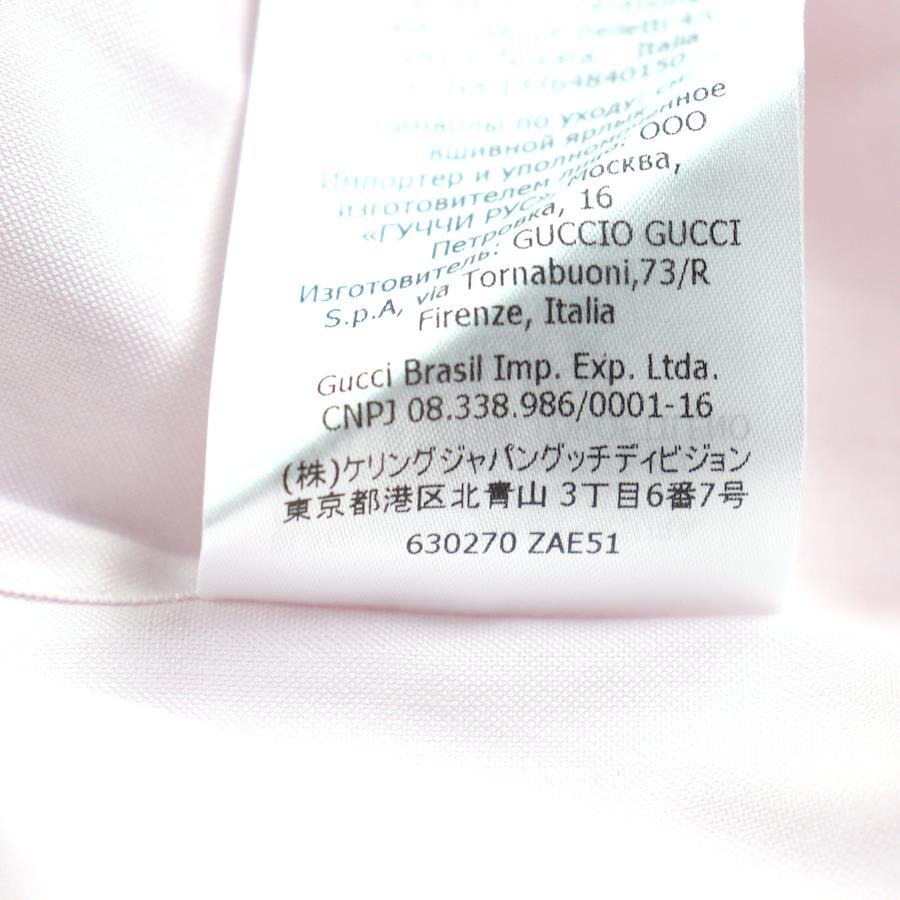 Italia
13364840150
символы по уходу: см.
вшивной ярлык
Импортер и уполномоченное
изготовителем лицо: ООО
«ГУЧЧИ РУС», Москва,
Петровка, 16
Изготовитель: GUCCIO GUCCI
S.p.A, via Tornabuoni,73/R
Firenze, Italia
Gucci Brasil Imp. Exp. Ltda.
CNPJ 08.338.986/0001-16
(株)ケリングジャパングッチディビジョン
東京都港区北青山 3丁目6番7号
630270 ZAE51